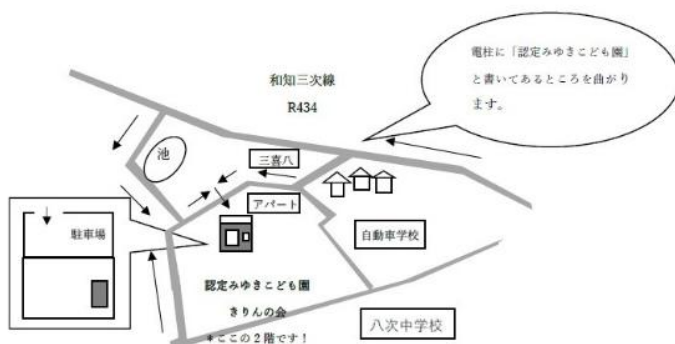 電柱に「認定みゆきこども園」
と書いてあるところを曲がり
ます。
和知三次線
R434
池
三喜八
アパート
駐車場
自動車学校
認定みゆきこども園
きりんの会
＊ここの２階です！
八次中学校